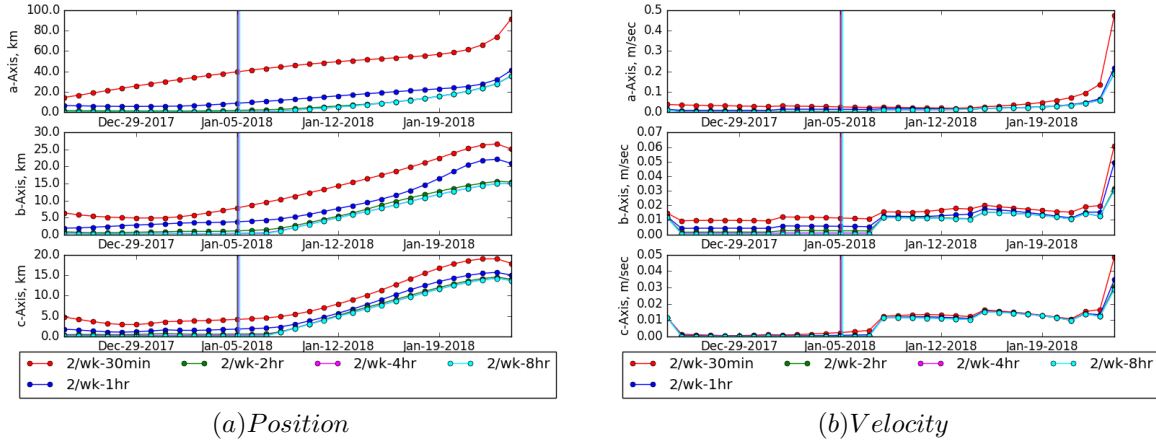 100.0
80.0
60.0
40.0
20.0
0.0
a-Axis, km
Dec-29-2017 Jan-05-2018 Jan-12-2018 Jan-19-2018
30.0
25.0
20.0
15.0
10.0
5.0
0.0
b-Axis, km
Dec-29-2017 Jan-05-2018 Jan-12-2018 Jan-19-2018
20.0
15.0
10.0
5.0
0.0
c-Axis, km
Dec-29-2017 Jan-05-2018 Jan-12-2018 Jan-19-2018
2/wk-30min 2/wk-2hr 2/wk-4hr 2/wk-8hr
2/wk-1hr
(a)Position
0.5
0.4
0.3
0.2
0.1
0.0
a-Axis, m/sec
Dec-29-2017 Jan-05-2018 Jan-12-2018 Jan-19-2018
0.07
0.06
0.05
0.04
0.03
0.02
0.01
0.00
b-Axis, m/sec
Dec-29-2017 Jan-05-2018 Jan-12-2018 Jan-19-2018
0.05
0.04
0.03
0.02
0.01
0.00
c-Axis, m/sec
Dec-29-2017 Jan-05-2018 Jan-12-2018 Jan-19-2018
2/wk-30min 2/wk-2hr 2/wk-4hr 2/wk-8hr
2/wk-1hr
(b)Velocity